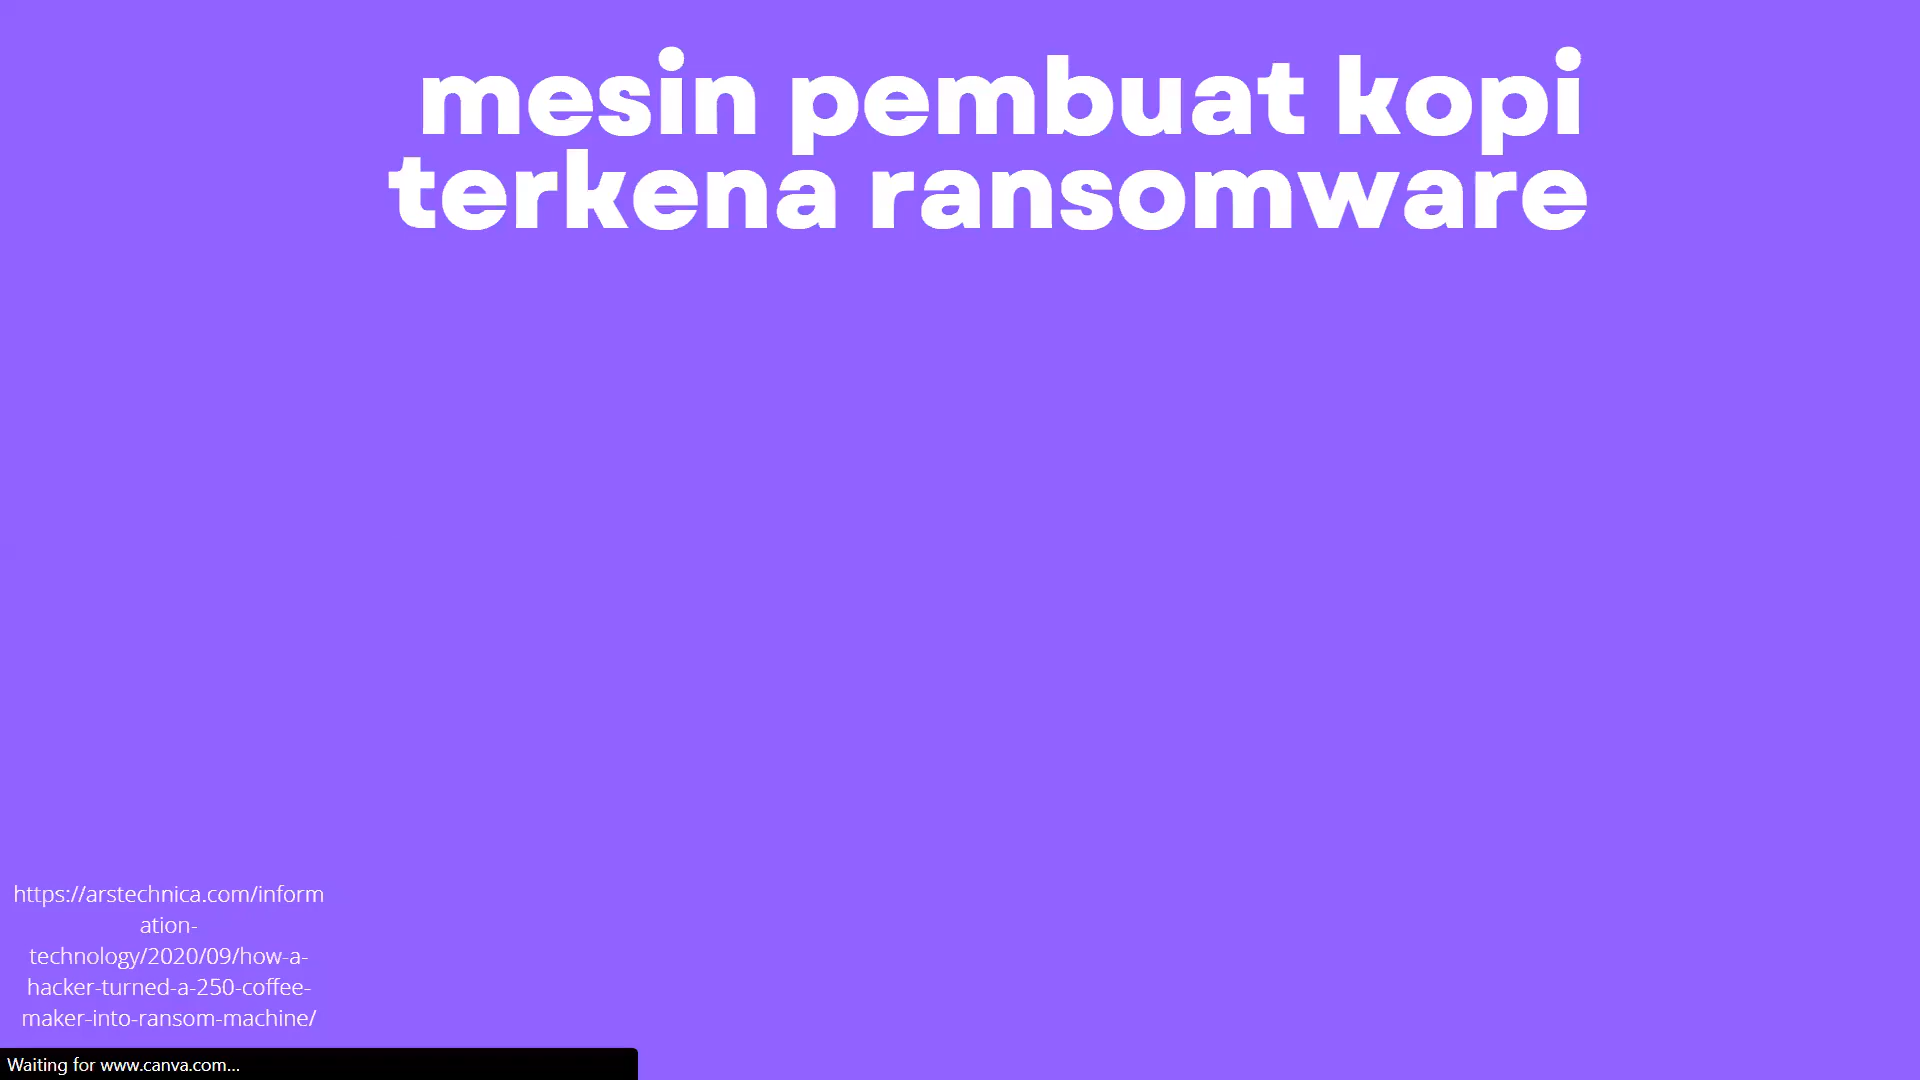 mesin pembuat kopi
terkena ransomware
https://arstechnica.com/inform
ation-
technology/2020/09/how-a-
hacker-turned-a-250-coffee-
maker-into-ransom-machine/
Waiting for www.canva.com...